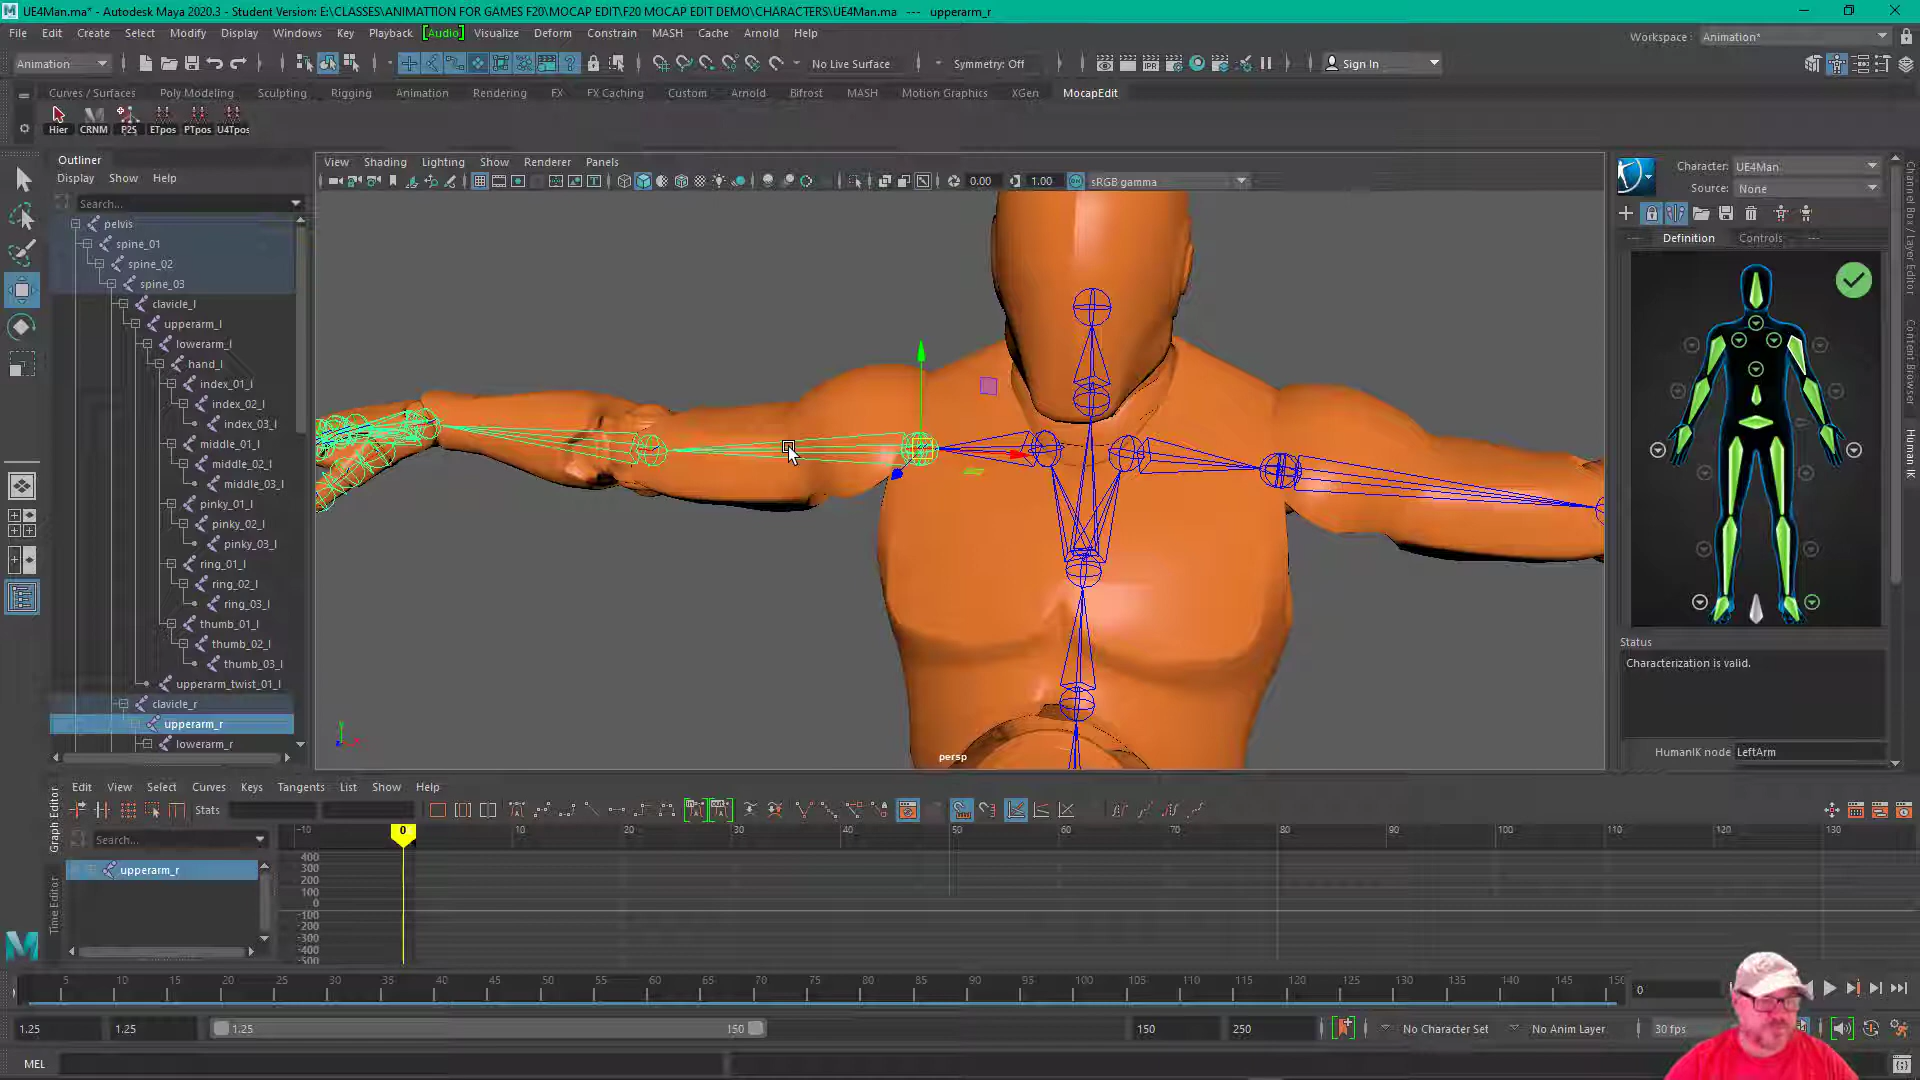 UE4Man.ma* - Autodesk Maya 2020.3 - Student Version: E:\CLASSES\ANIMATTION FOR GAMES F20\MOCAP EDIT\F20 MOCAP EDIT DEMO\CHARACTERS\UE4Man.ma --- upperarm_r
File Edit Create Select Modify Display Windows Key Playback [Audio] Visualize Deform Constrain MASH Cache Arnold Help
Workspace : Animation*
Animation No Live Surface Symmetry: Off Sign In
Curves / Surfaces Poly Modeling Sculpting Rigging Animation Rendering FX FX Caching Custom Arnold Bifrost MASH Motion Graphics XGen MocapEdit
Hier CRNM P2S ETpos PTpos U4Tpos
Outliner
Display Show Help
Search...
pelvis
spine_01
spine_02
spine_03
clavicle_l
upperarm_l
lowerarm_l
hand_l
index_01_l
index_02_l
index_03_l
middle_01_l
middle_02_l
middle_03_l
pinky_01_l
pinky_02_l
pinky_03_l
ring_01_l
ring_02_l
ring_03_l
thumb_01_l
thumb_02_l
thumb_03_l
upperarm_twist_01_l
clavicle_r
upperarm_r
lowerarm_r
View Shading Lighting Show Renderer Panels
0.00 1.00 sRGB gamma
persp
Character: UE4Man
Source: None
Definition Controls
Status
Characterization is valid.
HumanIK node LeftArm
Channel Box / Layer Editor
Content Browser
Human IK
Graph Editor
Time Editor
Edit View Select Curves Keys Tangents List Show Help
Stats
Search...
upperarm_r
-10 0 10 20 30 40 50 60 70 80 90 100 110 120 130
400
300
200
100
0
-100
-200
-300
-400
-500
5 10 15 20 25 30 35 40 45 50 55 60 65 70 75 80 85 90 95 100 105 110 115 120 125 130 135 140 145 150
0
1.25 1.25 1.25 150 150 250 No Character Set No Anim Layer 30 fps
MEL